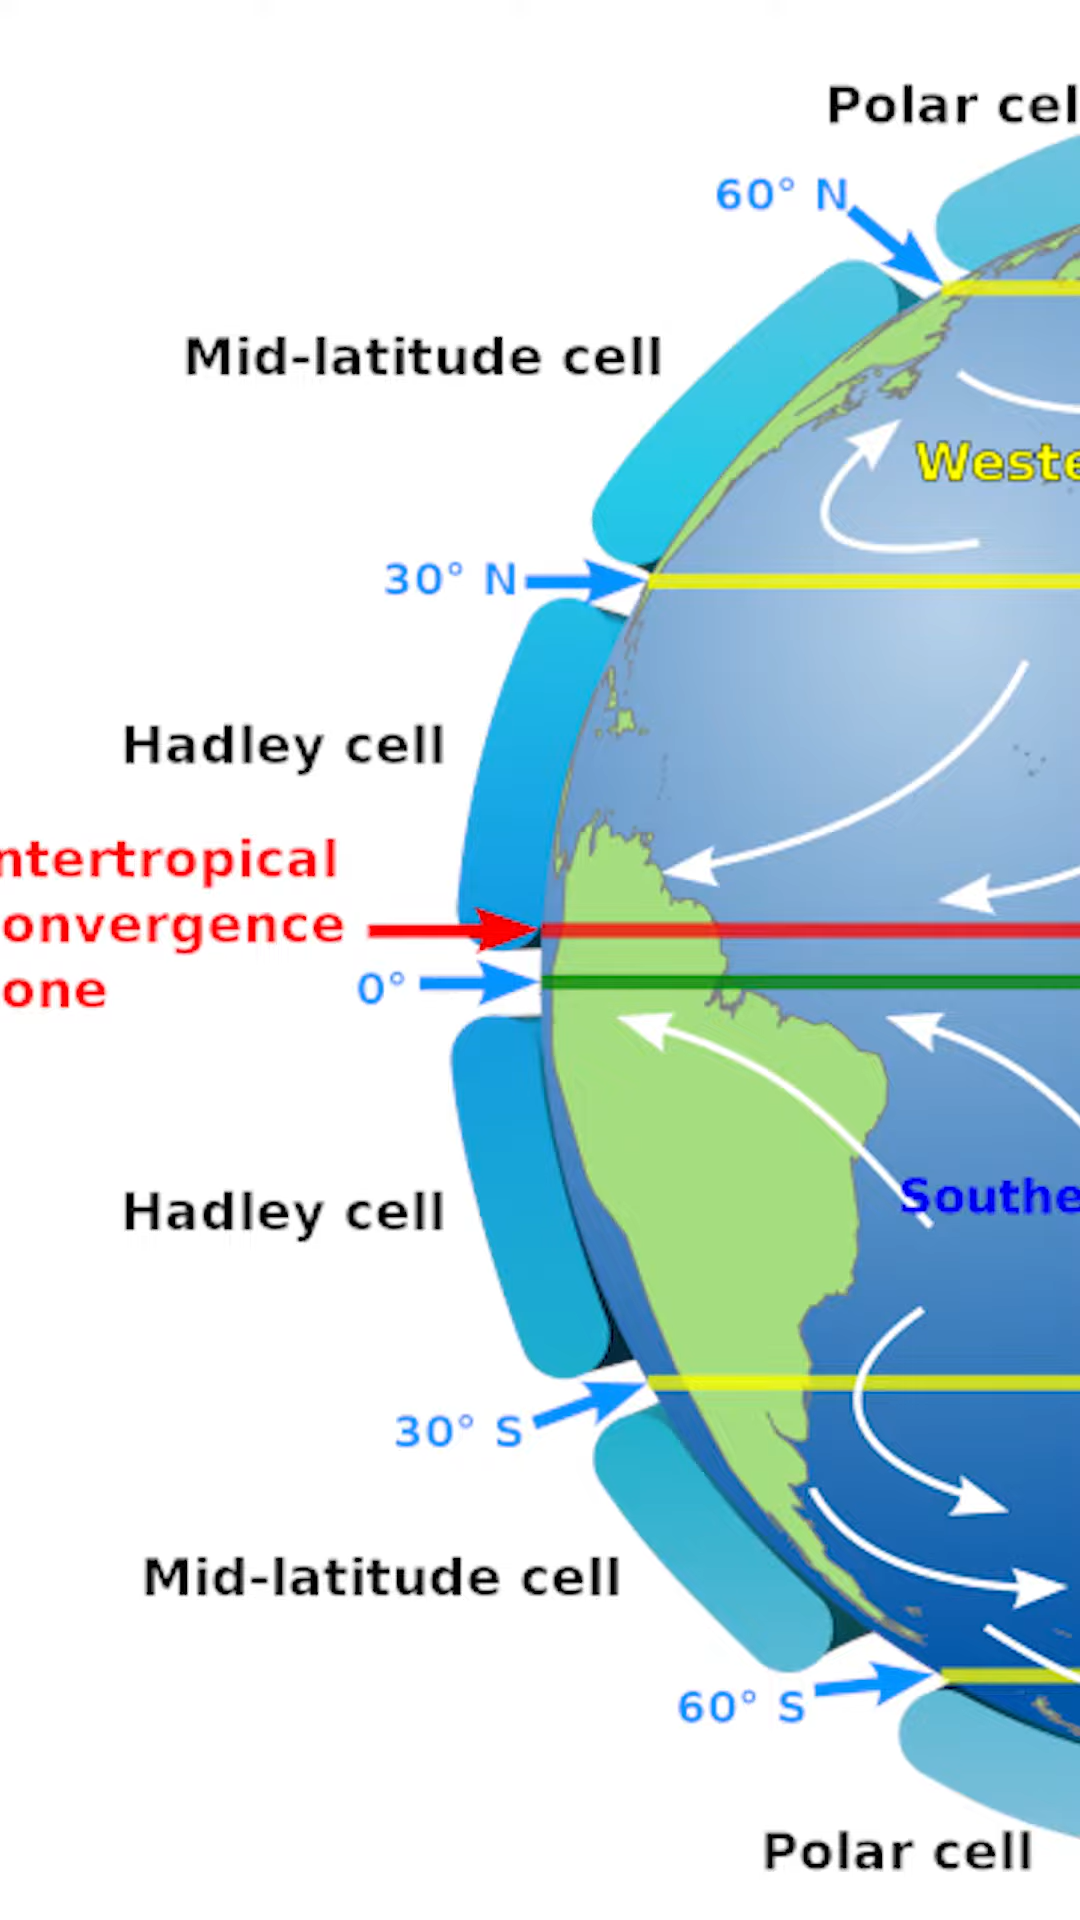 Polar cel
60° N
Mid-latitude cell
Weste
30° N
Hadley cell
ntertropical
onvergence
one
0°
Hadley cell
Southe
30° S
Mid-latitude cell
60° S
Polar cell